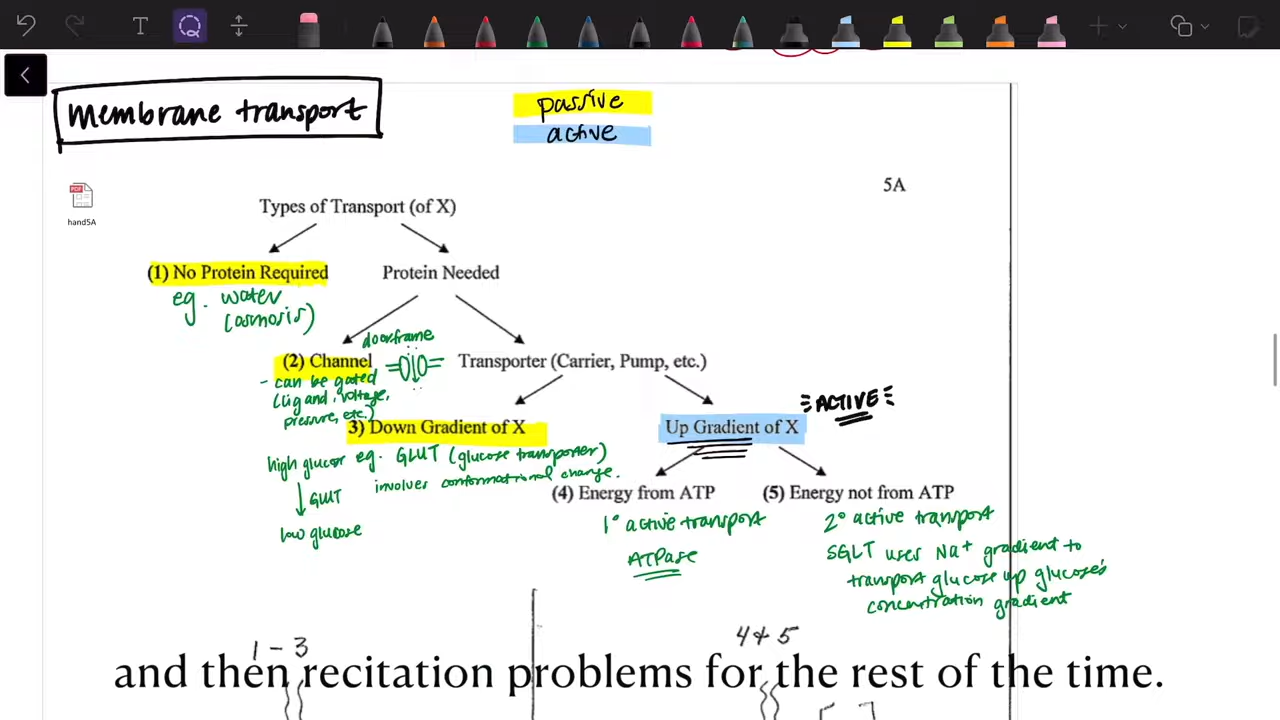 T
membrane transport
passive
active
5A
hand5A
Types of Transport (of X)
(1) No Protein Required
Protein Needed
eg. water
(osmosis)
doorframe
(2) Channel
Transporter (Carrier, Pump, etc.)
- can be gated
(ligand, voltage,
pressure, etc.)
ACTIVE
3) Down Gradient of X
Up Gradient of X
high glucose
eg. GLUT (glucose transporter)
involves conformational change.
GLUT
low glucose
(4) Energy from ATP
(5) Energy not from ATP
1° active transport
ATPase
2° active transport
SGLT uses Na+ gradient to
transport glucose up glucose's
concentration gradient
1-3
4 & 5
and then recitation problems for the rest of the time.